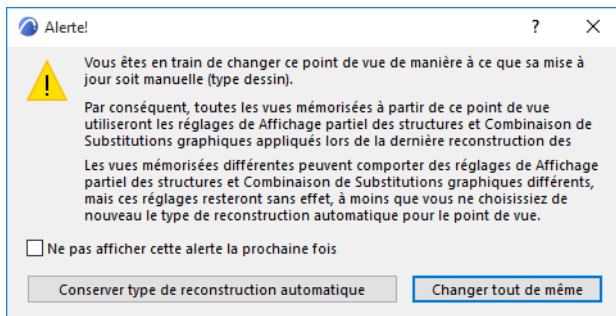 Alerte!
?
Vous êtes en train de changer ce point de vue de manière à ce que sa mise à
jour soit manuelle (type dessin).
Par conséquent, toutes les vues mémorisées à partir de ce point de vue
utiliseront les réglages de Affichage partiel des structures et Combinaison de
Substitutions graphiques appliqués lors de la dernière reconstruction des
Les vues mémorisées différentes peuvent comporter des réglages de Affichage
partiel des structures et Combinaison de Substitutions graphiques différents,
mais ces réglages resteront sans effet, à moins que vous ne choisissiez de
nouveau le type de reconstruction automatique pour le point de vue.
Ne pas afficher cette alerte la prochaine fois
Conserver type de reconstruction automatique
Changer tout de même